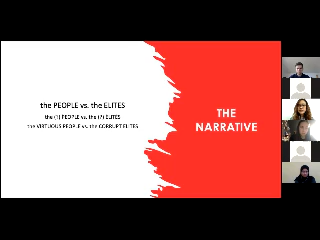 the PEOPLE vs. the ELITES
the (?) PEOPLE vs. the (?) ELITES
the VIRTUOUS PEOPLE vs. the CORRUPT ELITES
THE
NARRATIVE